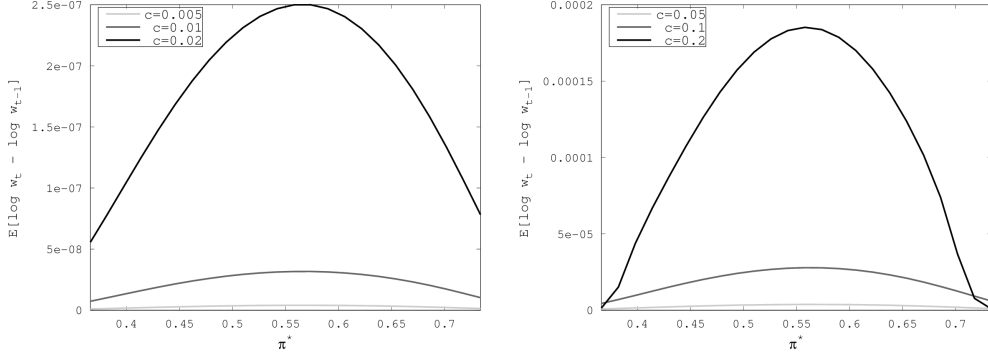 2.5e-07
2e-07
1.5e-07
1e-07
5e-08
0
E[log w_t - log w_{t-1}]
c=0.005
c=0.01
c=0.02
0.4 0.45 0.5 0.55 0.6 0.65 0.7
π*
0.0002
0.00015
0.0001
5e-05
0
E[log w_t - log w_{t-1}]
c=0.05
c=0.1
c=0.2
0.4 0.45 0.5 0.55 0.6 0.65 0.7
π*